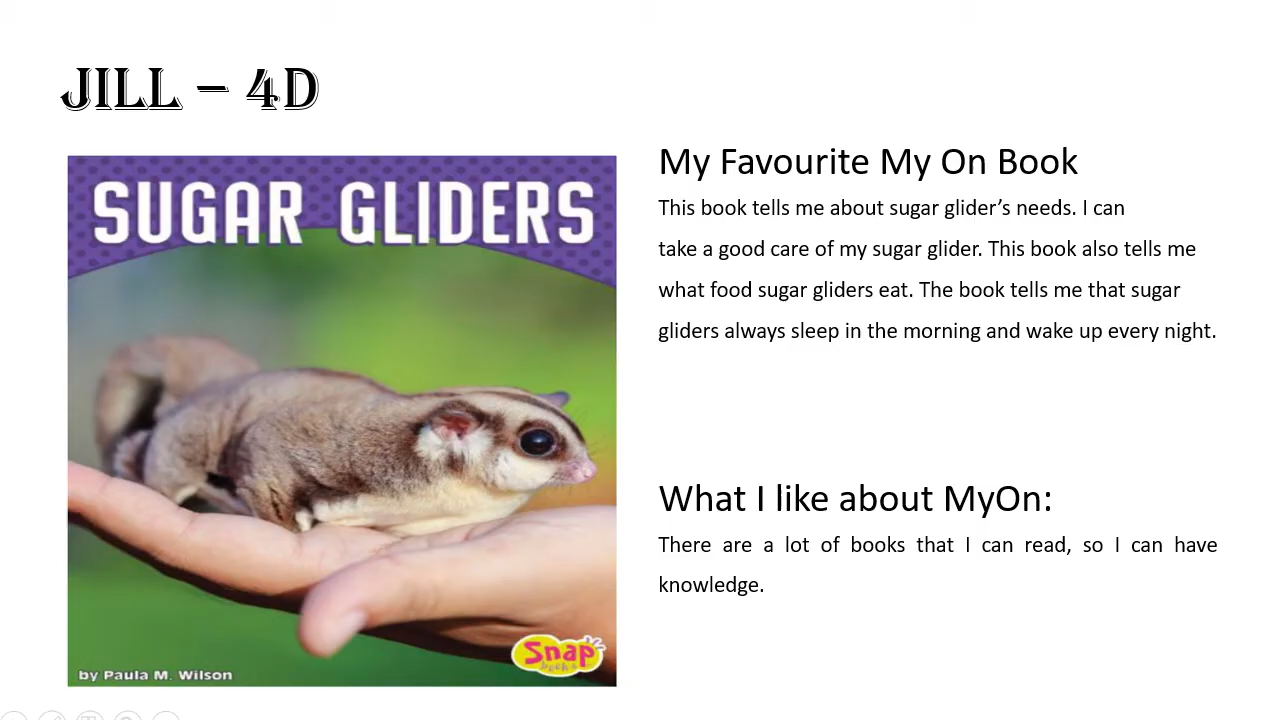 JILL – 4D
SUGAR GLIDERS
Snap
books
by Paula M. Wilson
My Favourite My On Book
This book tells me about sugar glider’s needs. I can
take a good care of my sugar glider. This book also tells me
what food sugar gliders eat. The book tells me that sugar
gliders always sleep in the morning and wake up every night.
What I like about MyOn:
There are a lot of books that I can read, so I can have
knowledge.